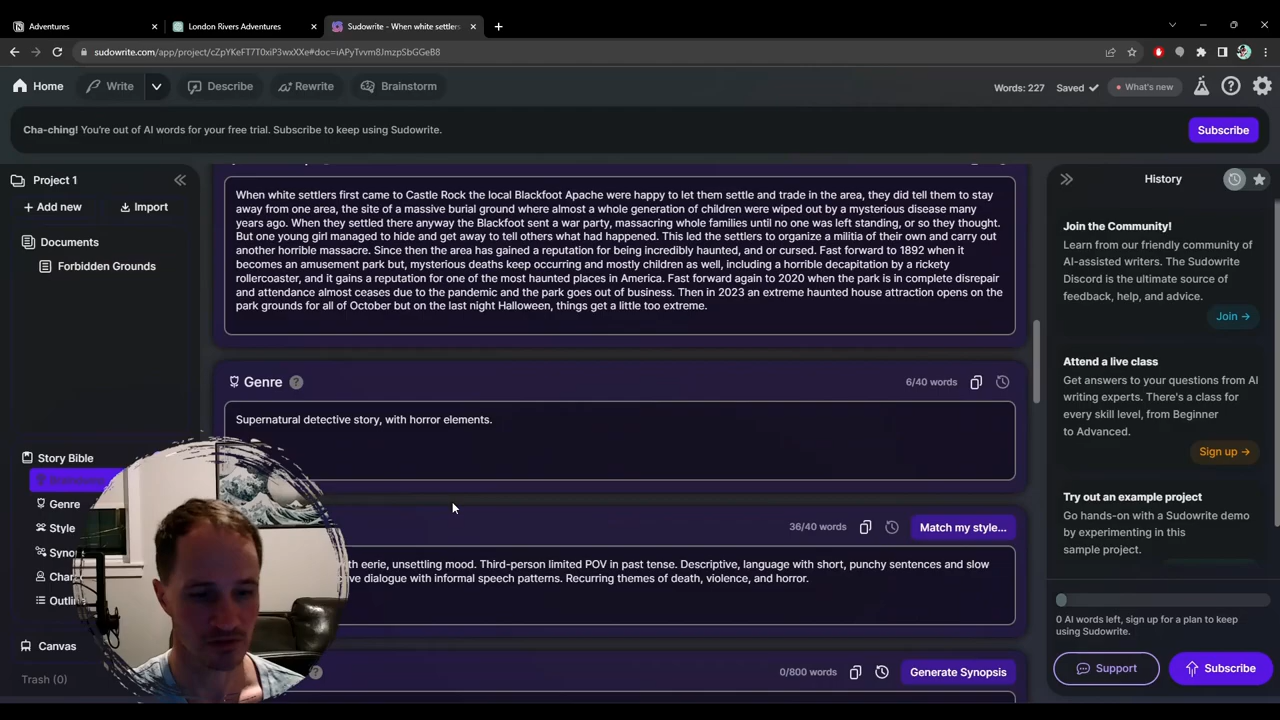 Adventures
London Rivers Adventures
Sudowrite - When white settlers
sudowrite.com/app/project/cZpYKeFT7T0xiP3wxXXe#doc=iAPyTvvm8JmzpSbGGeB8
Home
Write
Describe
Rewrite
Brainstorm
Words: 227
Saved
What's new
Cha-ching! You're out of AI words for your free trial. Subscribe to keep using Sudowrite.
Subscribe
Project 1
Add new
Import
Documents
Forbidden Grounds
Story Bible
Genre
Style
Outline
Canvas
Trash (0)
When white settlers first came to Castle Rock the local Blackfoot Apache were happy to let them settle and trade in the area, they did tell them to stay
away from one area, the site of a massive burial ground where almost a whole generation of children were wiped out by a mysterious disease many
years ago. When they settled there anyway the Blackfoot sent a war party, massacring whole families until no one was left standing, or so they thought.
But one young girl managed to hide and get away to tell others what had happened. This led the settlers to organize a militia of their own and carry out
another horrible massacre. Since then the area has gained a reputation for being incredibly haunted, and or cursed. Fast forward to 1892 when it
becomes an amusement park but, mysterious deaths keep occurring and mostly children as well, including a horrible decapitation by a rickety
rollercoaster, and it gains a reputation for one of the most haunted places in America. Fast forward again to 2020 when the park is in complete disrepair
and attendance almost ceases due to the pandemic and the park goes out of business. Then in 2023 an extreme haunted house attraction opens on the
park grounds for all of October but on the last night Halloween, things get a little too extreme.
Genre
6/40 words
Supernatural detective story, with horror elements.
36/40 words
Match my style...
eerie, unsettling mood. Third-person limited POV in past tense. Descriptive, language with short, punchy sentences and slow
dialogue with informal speech patterns. Recurring themes of death, violence, and horror.
0/800 words
Generate Synopsis
History
Join the Community!
Learn from our friendly community of
AI-assisted writers. The Sudowrite
Discord is the ultimate source of
feedback, help, and advice.
Join →
Attend a live class
Get answers to your questions from AI
writing experts. There's a class for
every skill level, from Beginner
to Advanced.
Sign up →
Try out an example project
Go hands-on with a Sudowrite demo
by experimenting in this
sample project.
0 AI words left, sign up for a plan to keep
using Sudowrite.
Support
Subscribe